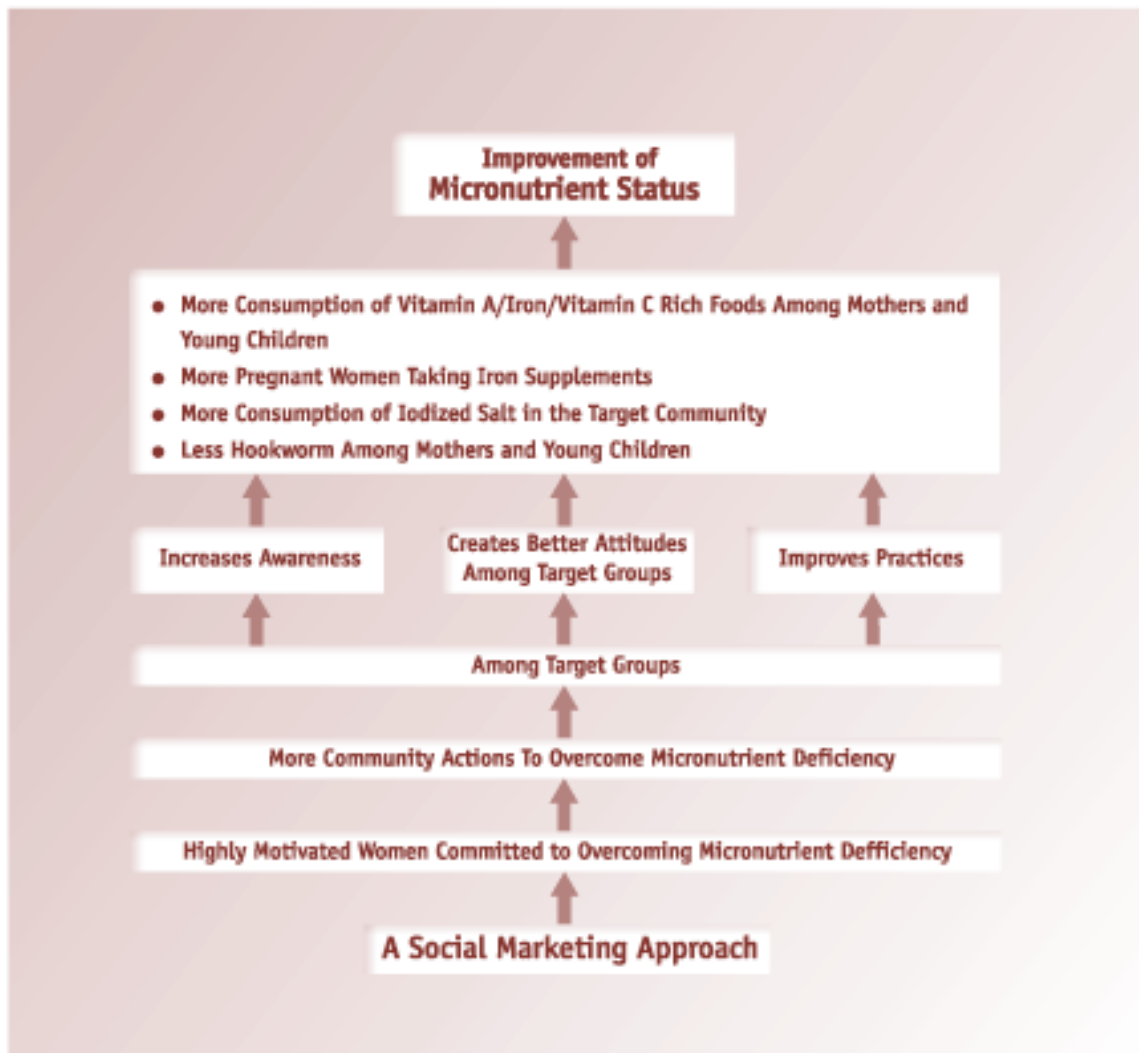 Improvement of
Micronutrient Status
• More Consumption of Vitamin A/Iron/Vitamin C Rich Foods Among Mothers and
Young Children
• More Pregnant Women Taking Iron Supplements
• More Consumption of Iodized Salt in the Target Community
• Less Hookworm Among Mothers and Young Children
Increases Awareness
Creates Better Attitudes
Among Target Groups
Improves Practices
Among Target Groups
More Community Actions To Overcome Micronutrient Deficiency
Highly Motivated Women Committed to Overcoming Micronutrient Defficiency
A Social Marketing Approach